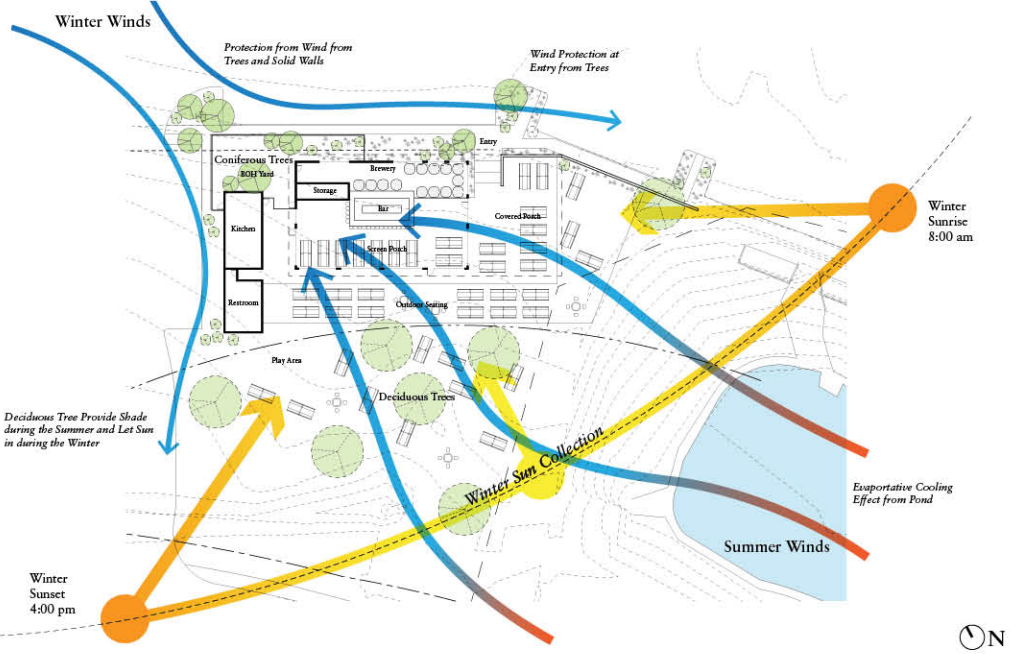 Winter Winds
Protection from Wind from
Trees and Solid Walls
Wind Protection at
Entry from Trees
Entry
Coniferous Trees
BOH Yard
Brewery
Storage
Bar
Covered Porch
Kitchen
Screen Porch
Restroom
Outdoor Seating
Winter
Sunrise
8:00 am
Play Area
Deciduous Trees
Deciduous Tree Provide Shade
during the Summer and Let Sun
in during the Winter
Winter Sun Collection
Evaportative Cooling
Effect from Pond
Summer Winds
Winter
Sunset
4:00 pm
N